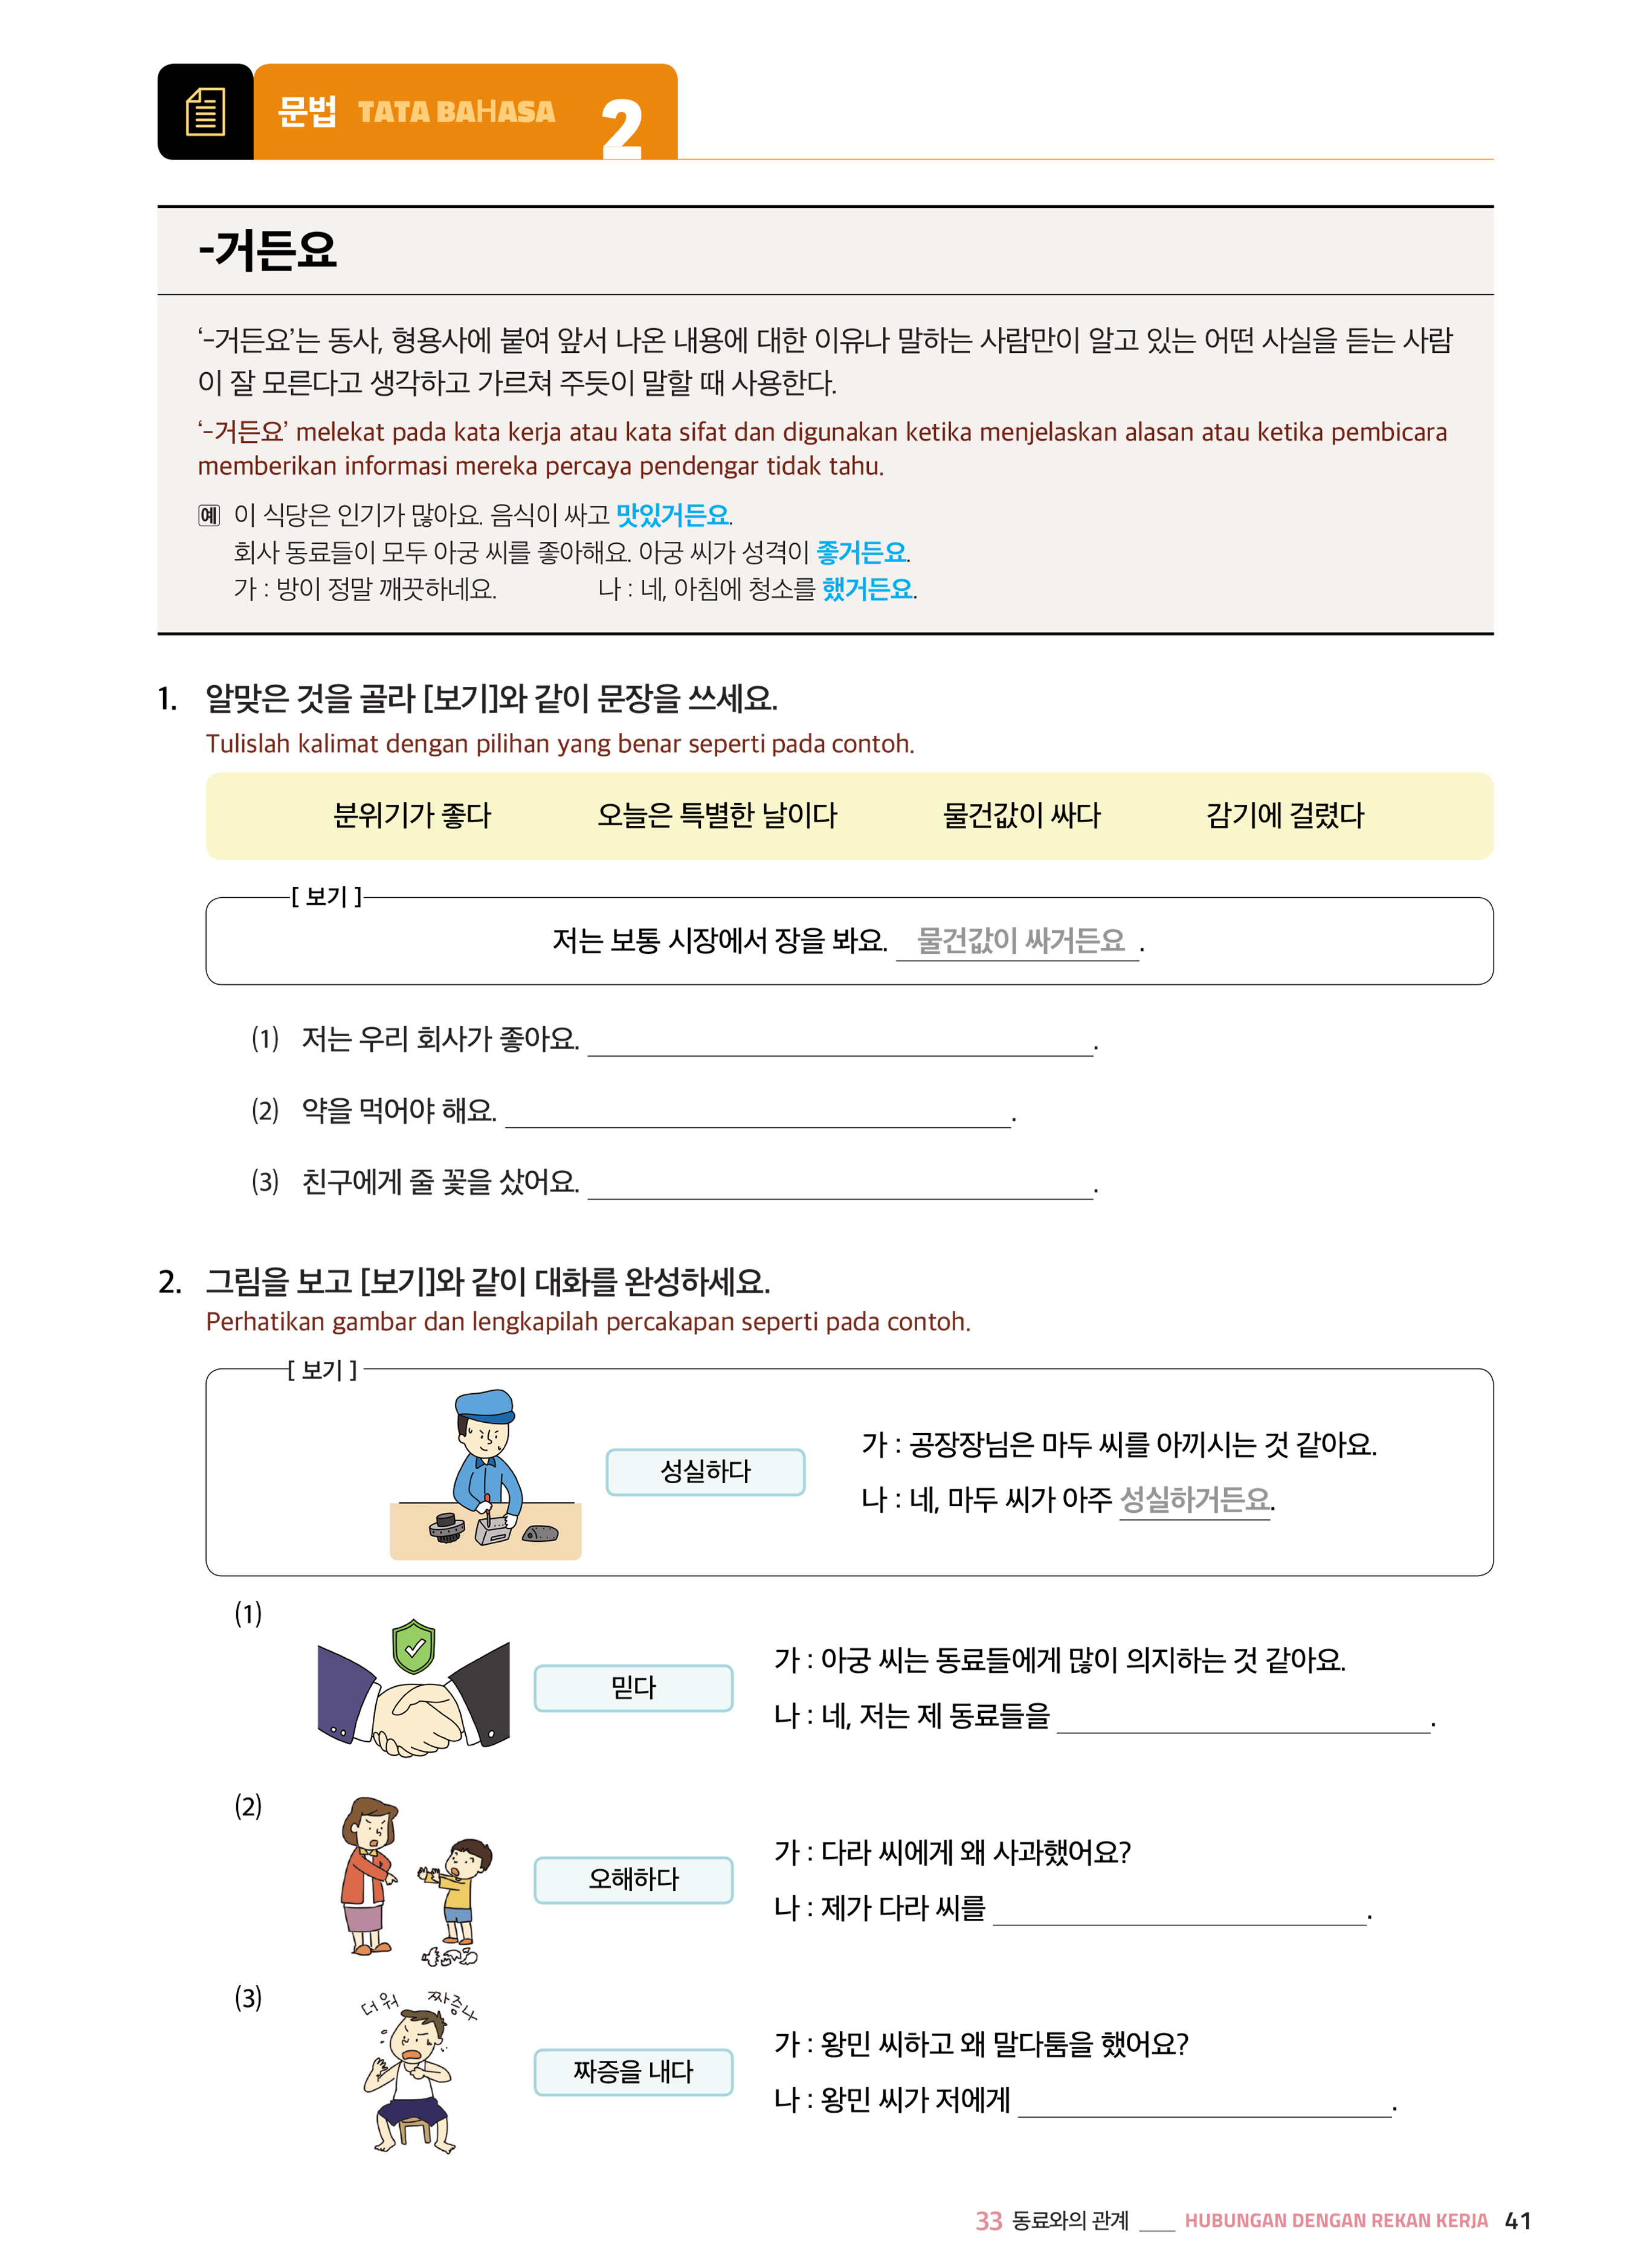 문법 TATA BAHASA 2
-거든요
‘-거든요’는 동사, 형용사에 붙여 앞서 나온 내용에 대한 이유나 말하는 사람만이 알고 있는 어떤 사실을 듣는 사람
이 잘 모른다고 생각하고 가르쳐 주듯이 말할 때 사용한다.
‘-거든요’ melekat pada kata kerja atau kata sifat dan digunakan ketika menjelaskan alasan atau ketika pembicara
memberikan informasi mereka percaya pendengar tidak tahu.
예 이 식당은 인기가 많아요. 음식이 싸고 맛있거든요.
회사 동료들이 모두 아궁 씨를 좋아해요. 아궁 씨가 성격이 좋거든요.
가 : 방이 정말 깨끗하네요. 나 : 네, 아침에 청소를 했거든요.
1. 알맞은 것을 골라 [보기]와 같이 문장을 쓰세요.
Tulislah kalimat dengan pilihan yang benar seperti pada contoh.
분위기가 좋다 오늘은 특별한 날이다 물건값이 싸다 감기에 걸렸다
[ 보기 ]
저는 보통 시장에서 장을 봐요. 물건값이 싸거든요 .
(1) 저는 우리 회사가 좋아요. ____________________.
(2) 약을 먹어야 해요. ____________________.
(3) 친구에게 줄 꽃을 샀어요. ____________________.
2. 그림을 보고 [보기]와 같이 대화를 완성하세요.
Perhatikan gambar dan lengkapilah percakapan seperti pada contoh.
[ 보기 ]
성실하다
가 : 공장장님은 마두 씨를 아끼시는 것 같아요.
나 : 네, 마두 씨가 아주 성실하거든요.
(1)
믿다
가 : 아궁 씨는 동료들에게 많이 의지하는 것 같아요.
나 : 네, 저는 제 동료들을 ____________________.
(2)
오해하다
가 : 다라 씨에게 왜 사과했어요?
나 : 제가 다라 씨를 ____________________.
(3)
더워 짜증나
짜증을 내다
가 : 왕민 씨하고 왜 말다툼을 했어요?
나 : 왕민 씨가 저에게 ____________________.
33 동료와의 관계 ___ HUBUNGAN DENGAN REKAN KERJA 41